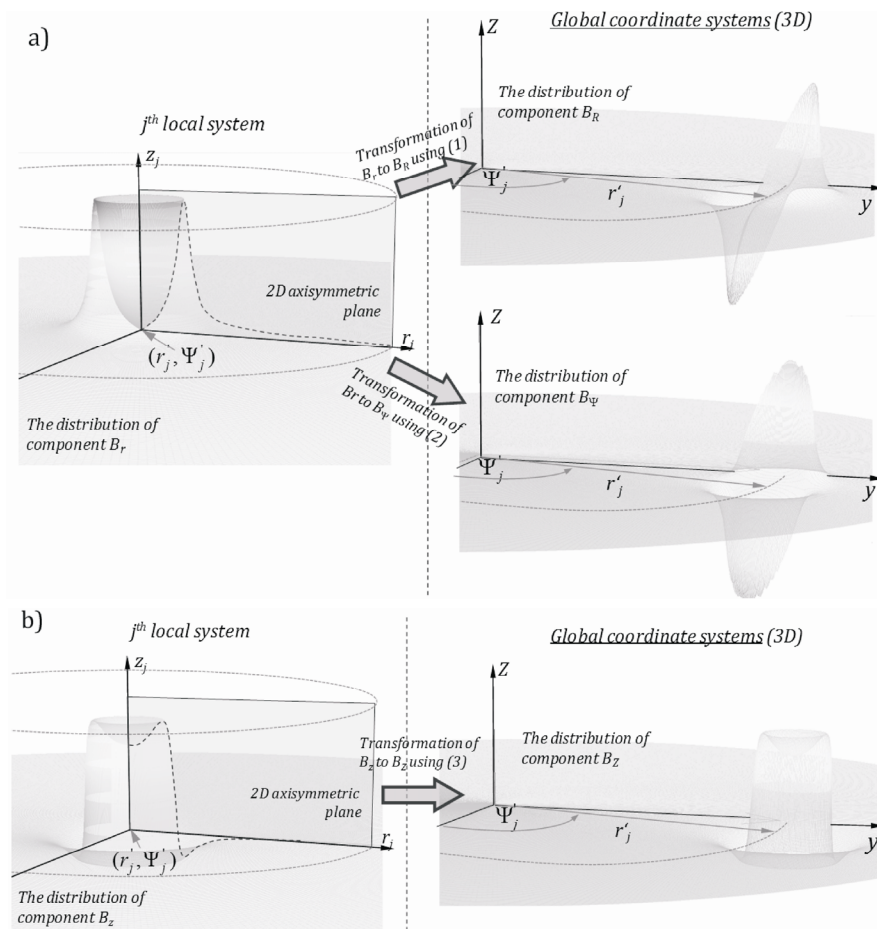 a)
Global coordinate systems (3D)
j^th local system
z_j
2D axisymmetric
plane
r_j
(r'_j, Ψ'_j)
The distribution of
component B_r
Transformation of
B_r to B_R using (1)
Z
The distribution of
component B_R
Ψ'_j
r'_j
y
Transformation of
Br to B_Ψ using (2)
Z
The distribution of
component B_Ψ
Ψ'_j
r'_j
y
b)
j^th local system
Global coordinate systems (3D)
z_j
2D axisymmetric
plane
r_j
(r'_j, Ψ'_j)
The distribution of
component B_z
Transformation of
B_z to B_Z using (3)
Z
The distribution of
component B_Z
Ψ'_j
r'_j
y